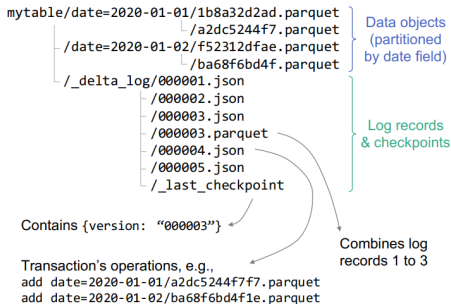 mytable/date=2020-01-01/1b8a32d2ad.parquet
/a2dc5244f7.parquet
/date=2020-01-02/f52312dfae.parquet
/ba68f6bd4f.parquet
/_delta_log/000001.json
/000002.json
/000003.json
/000003.parquet
/000004.json
/000005.json
/_last_checkpoint
Data objects
(partitioned
by date field)
Log records
& checkpoints
Contains {version: “000003”}
Combines log
records 1 to 3
Transaction's operations, e.g.,
add date=2020-01-01/a2dc5244f7f7.parquet
add date=2020-01-02/ba68f6bd4f1e.parquet